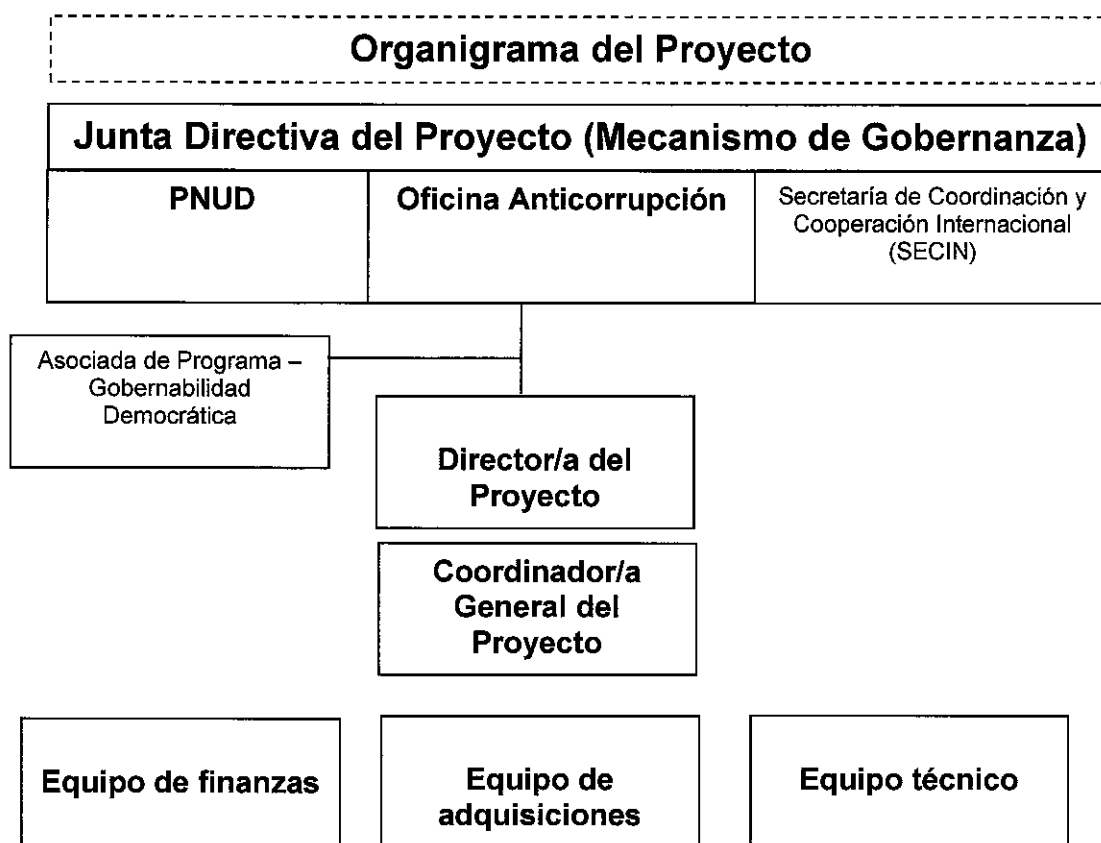 Organigrama del Proyecto
Junta Directiva del Proyecto (Mecanismo de Gobernanza)
PNUD
Oficina Anticorrupción
Secretaría de Coordinación y
Cooperación Internacional
(SECIN)
Asociada de Programa –
Gobernabilidad
Democrática
Director/a del
Proyecto
Coordinador/a
General del
Proyecto
Equipo de finanzas
Equipo de
adquisiciones
Equipo técnico